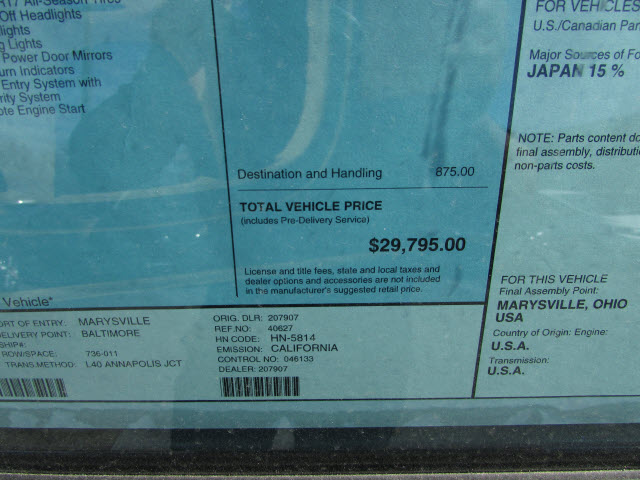 All-Season Tires
Off Headlights
lights
g Lights
Power Door Mirrors
urn Indicators
Entry System with
rity System
ote Engine Start
Vehicle*
Destination and Handling 875.00
TOTAL VEHICLE PRICE
(includes Pre-Delivery Service)
$29,795.00
License and title fees, state and local taxes and
dealer options and accessories are not included
in the manufacturer's suggested retail price.
FOR VEHICLES
U.S./Canadian Par
Major Sources of Fo
JAPAN 15 %
NOTE: Parts content do
final assembly, distributi
non-parts costs.
FOR THIS VEHICLE
Final Assembly Point:
MARYSVILLE, OHIO
USA
Country of Origin: Engine:
U.S.A.
Transmission:
U.S.A.
ORT OF ENTRY: MARYSVILLE
DELIVERY POINT: BALTIMORE
SHIP#:
ROW/SPACE: 736-011
TRANS.METHOD: L40 ANNAPOLIS JCT
ORIG. DLR: 207907
REF.NO: 40627
HN CODE: HN-5814
EMISSION: CALIFORNIA
CONTROL NO: 046133
DEALER: 207907